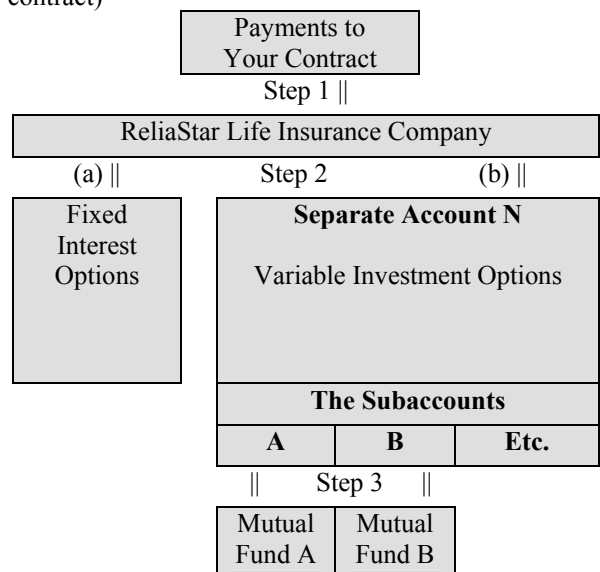 contract)
Payments to
Your Contract
Step 1 ||
ReliaStar Life Insurance Company
(a) || Step 2 (b) ||
Fixed
Interest
Options
Separate Account N
Variable Investment Options
The Subaccounts
A B Etc.
|| Step 3 ||
Mutual
Fund A
Mutual
Fund B